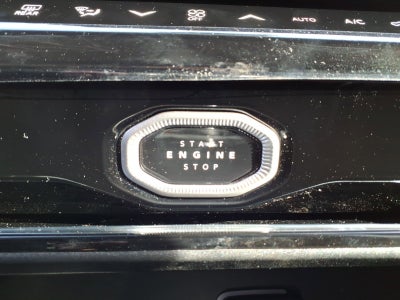 REAR
OFF
AUTO
A/C
START
ENGINE
STOP